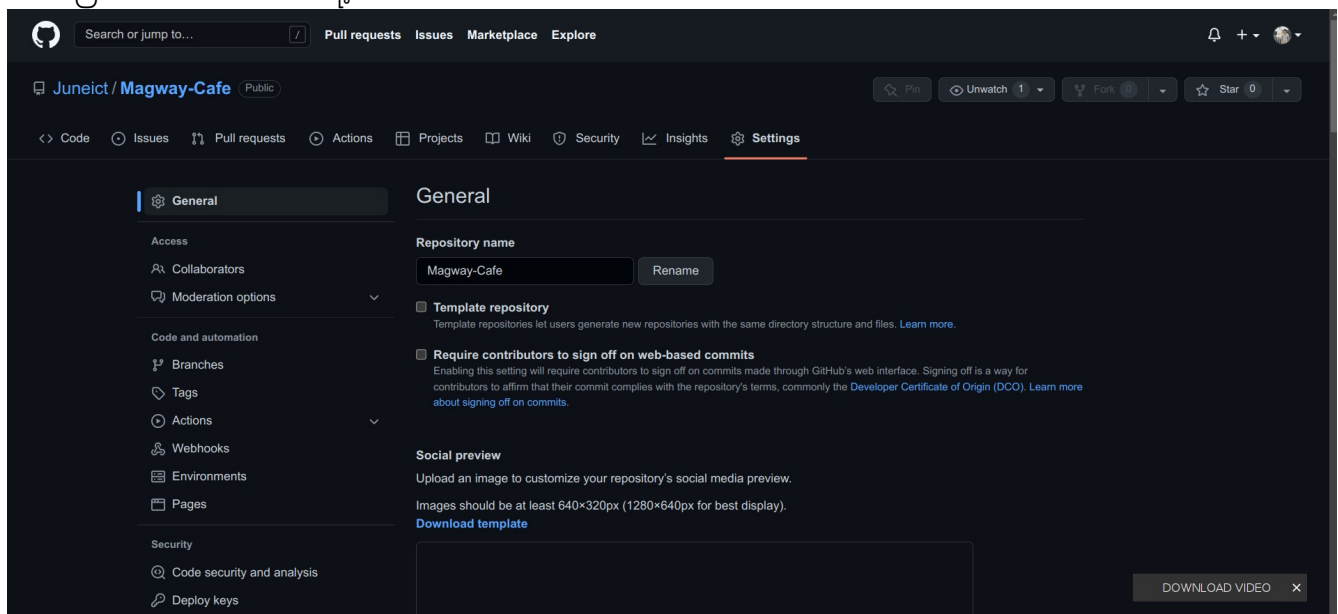 Search or jump to... / Pull requests Issues Marketplace Explore
Juneict / Magway-Cafe Public
Pin Unwatch 1 Fork 0 Star 0
Code Issues Pull requests Actions Projects Wiki Security Insights Settings
General
Access
Collaborators
Moderation options
Code and automation
Branches
Tags
Actions
Webhooks
Environments
Pages
Security
Code security and analysis
Deploy keys
General
Repository name
Magway-Cafe Rename
Template repository
Template repositories let users generate new repositories with the same directory structure and files. Learn more.
Require contributors to sign off on web-based commits
Enabling this setting will require contributors to sign off on commits made through GitHub's web interface. Signing off is a way for
contributors to affirm that their commit complies with the repository's terms, commonly the Developer Certificate of Origin (DCO). Learn more
about signing off on commits.
Social preview
Upload an image to customize your repository's social media preview.
Images should be at least 640×320px (1280×640px for best display).
Download template
DOWNLOAD VIDEO ×